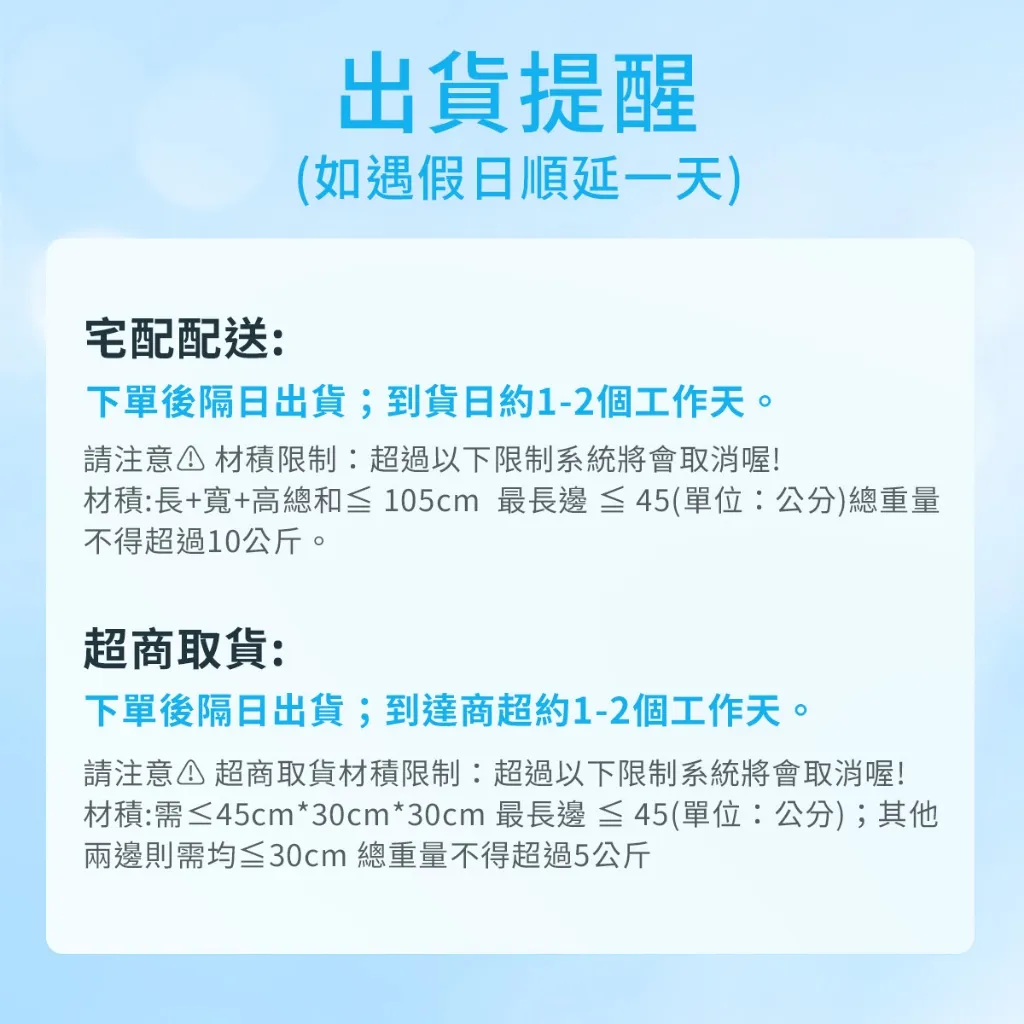 出貨提醒
(如遇假日順延一天)
宅配配送:
下單後隔日出貨；到貨日約1-2個工作天。
請注意⚠ 材積限制：超過以下限制系統將會取消喔!
材積:長+寬+高總和≦ 105cm 最長邊 ≦ 45(單位：公分)總重量
不得超過10公斤。
超商取貨:
下單後隔日出貨；到達商超約1-2個工作天。
請注意⚠ 超商取貨材積限制：超過以下限制系統將會取消喔!
材積:需≦45cm*30cm*30cm 最長邊 ≦ 45(單位：公分)；其他
兩邊則需均≦30cm 總重量不得超過5公斤